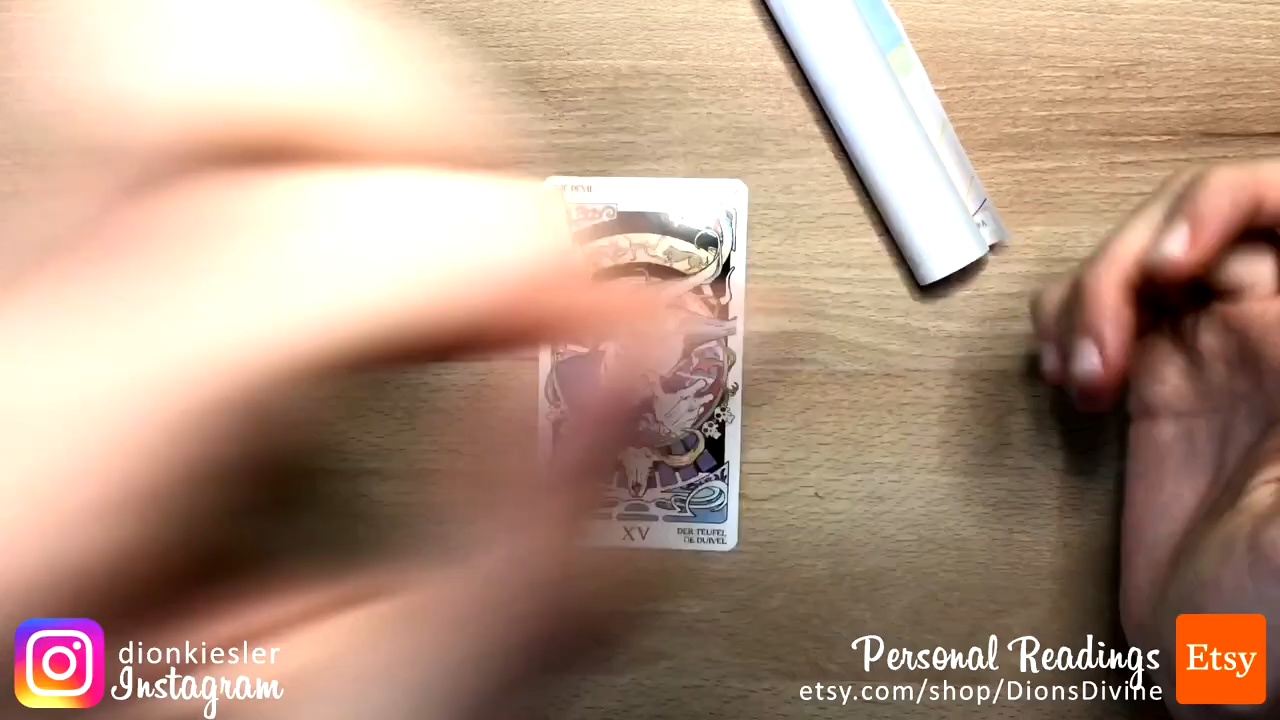 XV
DER TEUFEL
DE DUIVEL
dionkiesler
Instagram
Personal Readings
etsy.com/shop/DionsDivine
Etsy